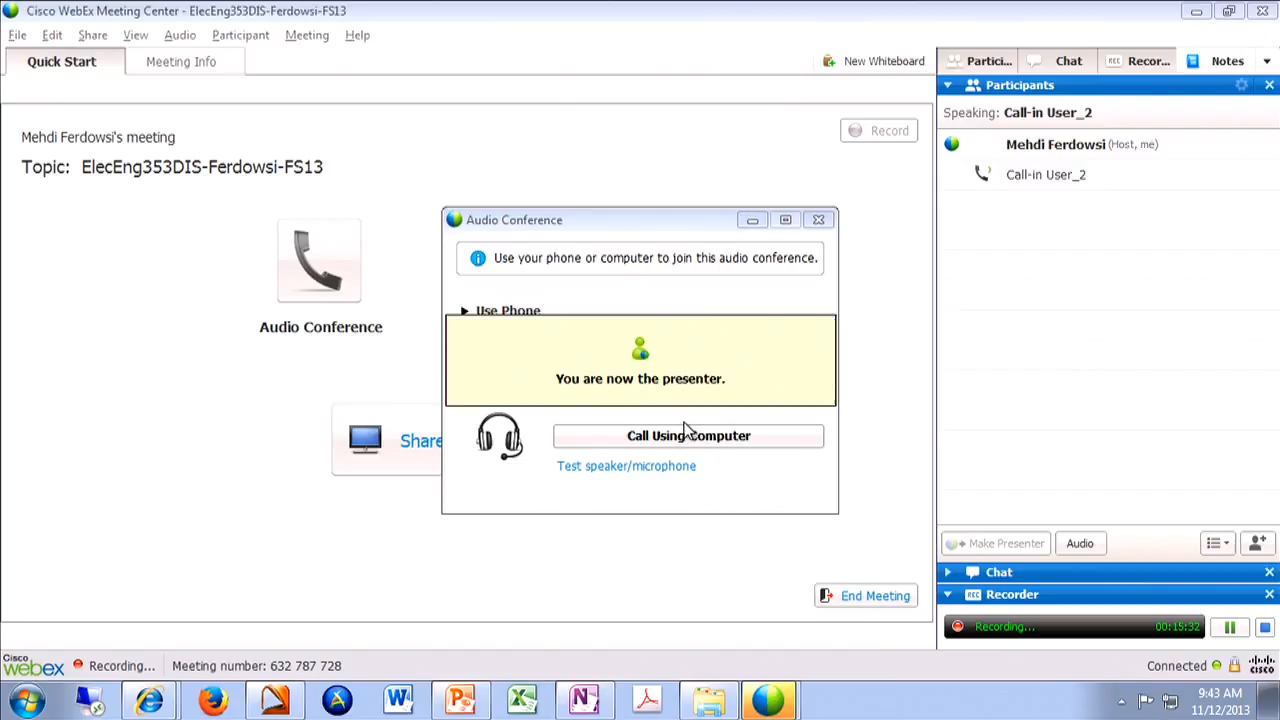 Cisco WebEx Meeting Center - ElecEng353DIS-Ferdowsi-FS13
File Edit Share View Audio Participant Meeting Help
Quick Start Meeting Info
New Whiteboard
Partici... Chat REC Recor... Notes
Participants
Speaking: Call-in User_2
Mehdi Ferdowsi (Host, me)
Call-in User_2
Mehdi Ferdowsi's meeting
Record
Topic: ElecEng353DIS-Ferdowsi-FS13
Audio Conference
Share
Audio Conference
Use your phone or computer to join this audio conference.
Use Phone
You are now the presenter.
Call Using Computer
Test speaker/microphone
End Meeting
Make Presenter Audio
Chat
REC Recorder
Recording... 00:15:32
Cisco webex Recording... Meeting number: 632 787 728
Connected
cisco
9:43 AM
11/12/2013